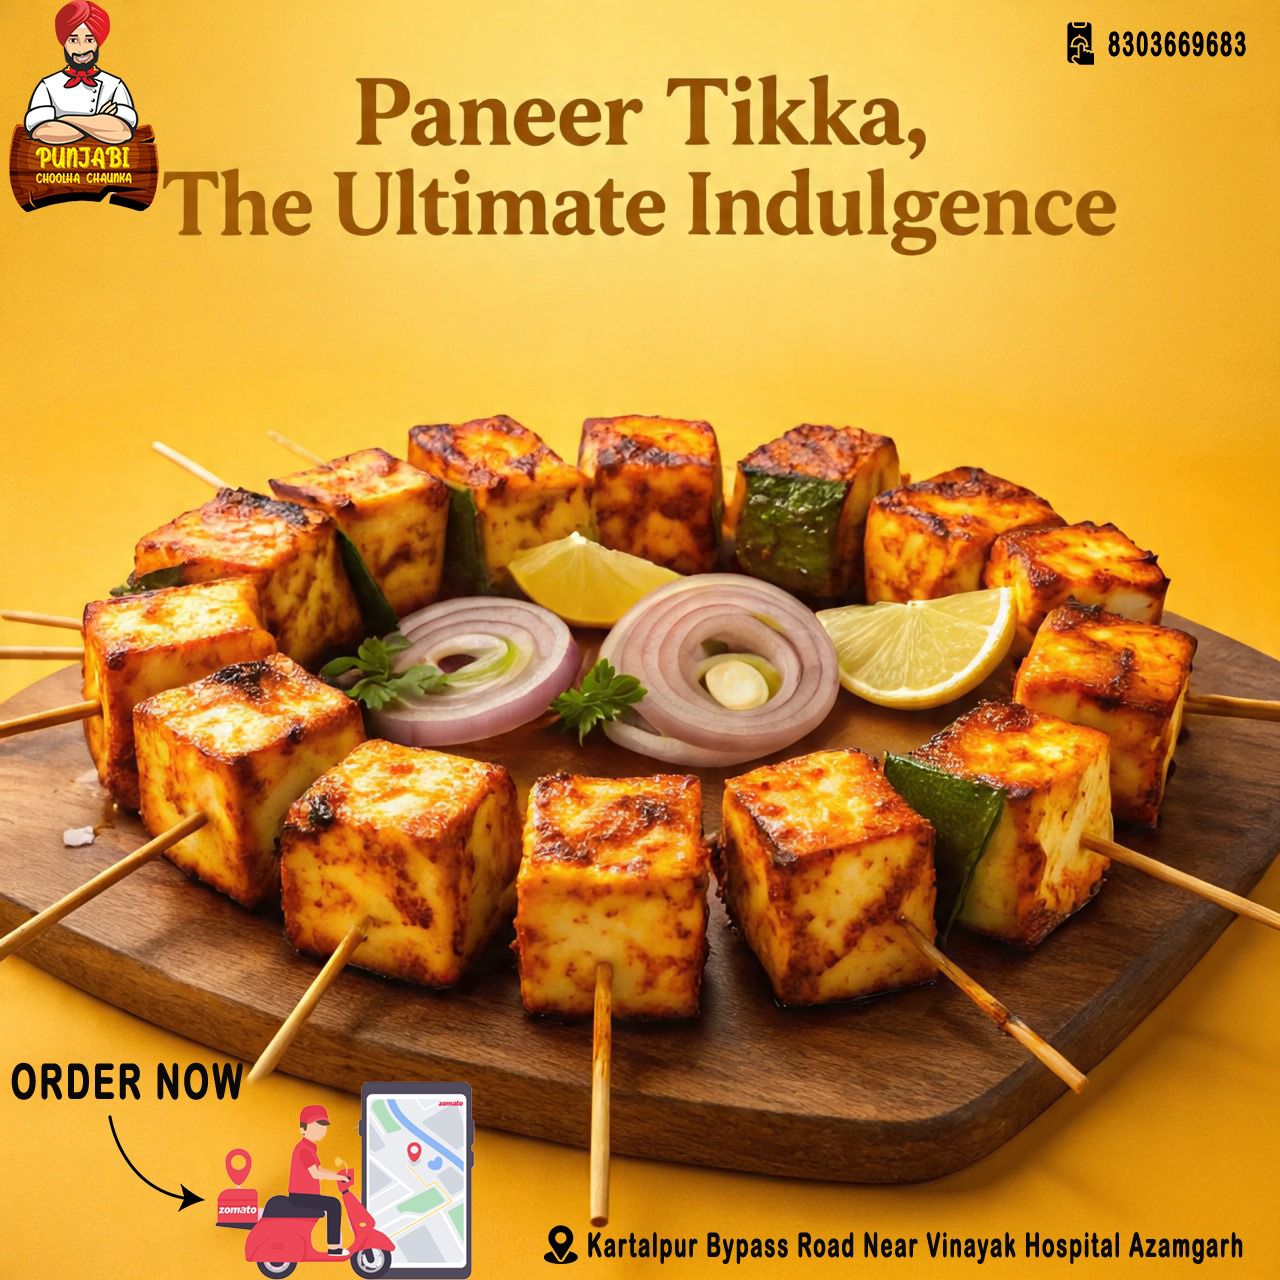 PUNJABI
CHOOLHA CHAUNKA
8303669683
Paneer Tikka,
The Ultimate Indulgence
ORDER NOW
zomato
zomato
Kartalpur Bypass Road Near Vinayak Hospital Azamgarh